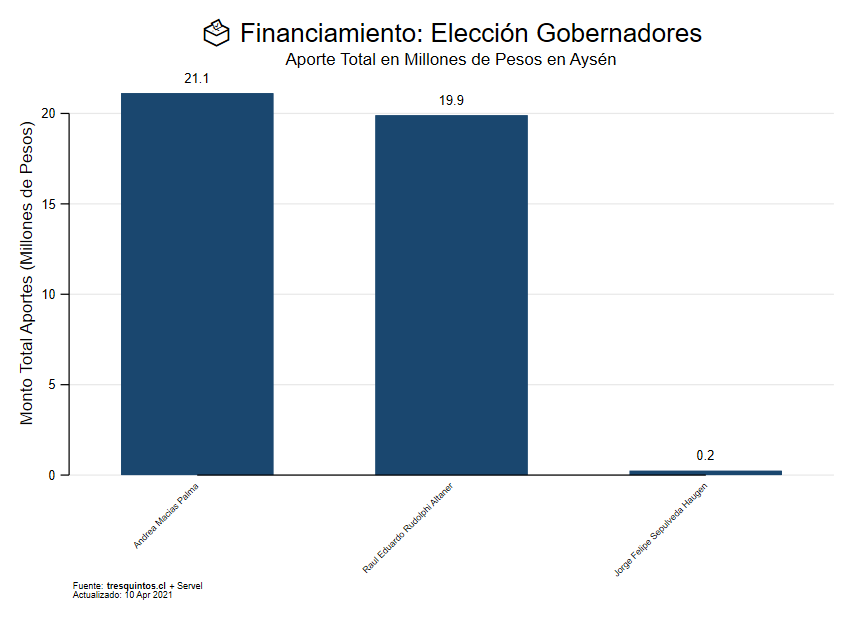 Financiamiento: Elección Gobernadores
Aporte Total en Millones de Pesos en Aysén
Monto Total Aportes (Millones de Pesos)
20
15
10
5
0
21.1
19.9
0.2
Andrea Macias Palma
Raul Eduardo Rudolphi Altaner
Jorge Felipe Sepulveda Haugen
Fuente: tresquintos.cl + Servel
Actualizado: 10 Apr 2021